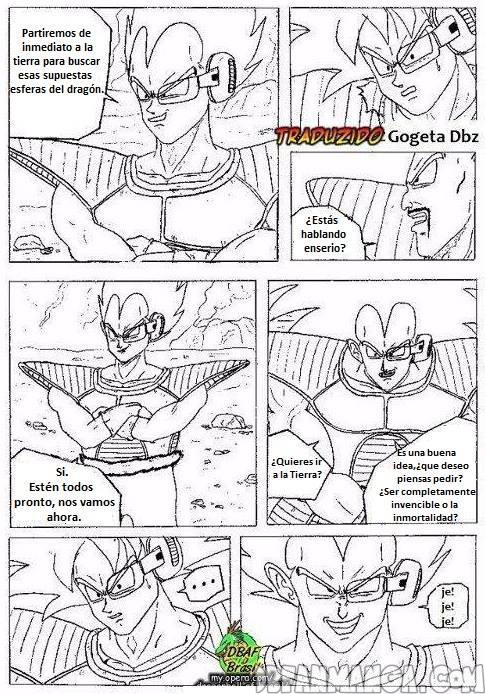 Partiremos de
inmediato a la
tierra para buscar
esas supuestas
esferas del dragón.
TRADUZIDO Gogeta Dbz
¿Estás
hablando
enserio?
Si.
Estén todos
pronto, nos vamos
ahora.
¿Quieres ir
a la Tierra?
Es una buena
idea,¿que deseo
piensas pedir?
¿Ser completamente
invencible o la
inmortalidad?
...
je!
je!
je!
DBAF
Brasil
my.opera.com/